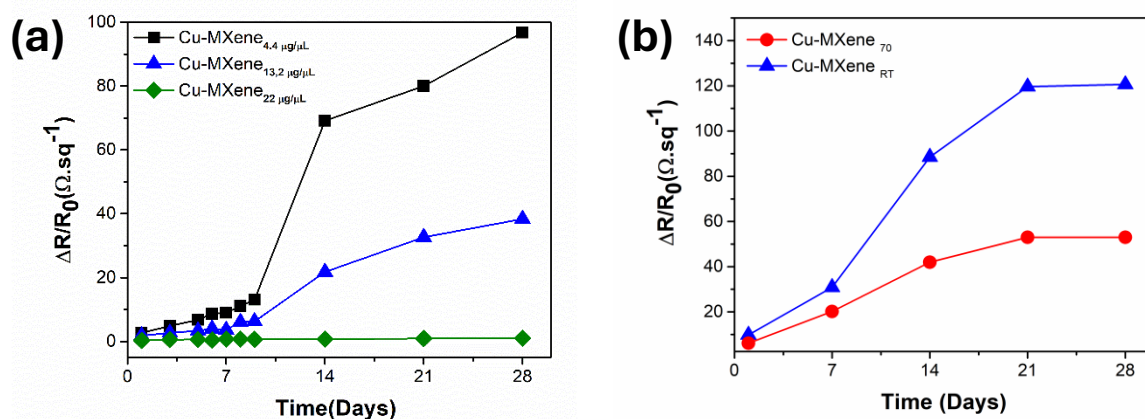 (a)
Cu-MXene4.4 µg/µL
Cu-MXene13,2 µg/µL
Cu-MXene22 µg/µL
ΔR/R0(Ω.sq-1)
100
80
60
40
20
0
0 7 14 21 28
Time(Days)
(b)
Cu-MXene 70
Cu-MXene RT
ΔR/R0(Ω.sq-1)
140
120
100
80
60
40
20
0 7 14 21 28
Time (Days)